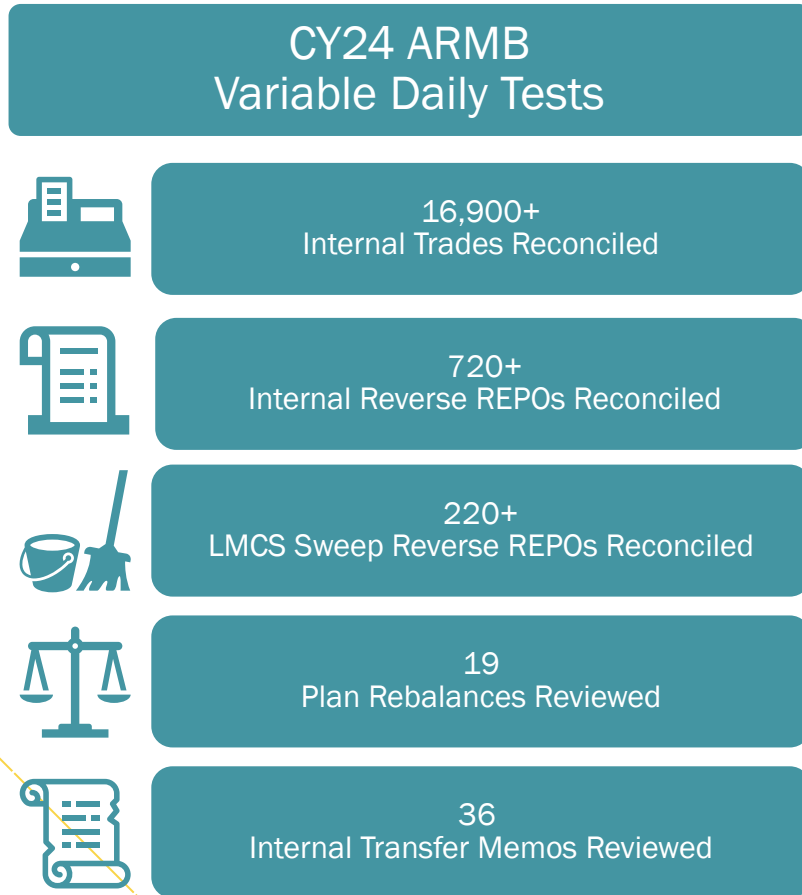 CY24 ARMB
Variable Daily Tests
16,900+
Internal Trades Reconciled
720+
Internal Reverse REPOs Reconciled
220+
LMCS Sweep Reverse REPOs Reconciled
19
Plan Rebalances Reviewed
36
Internal Transfer Memos Reviewed